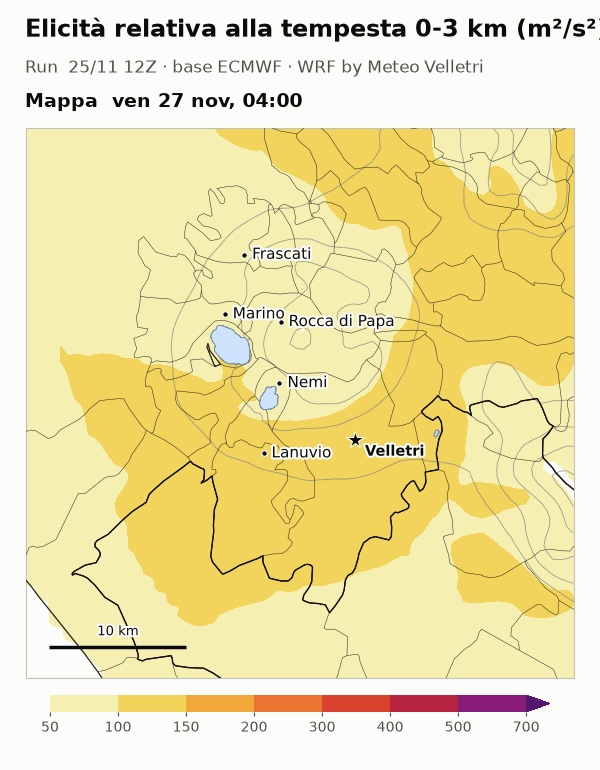 Elicità relativa alla tempesta 0-3 km (m²/s²)
Run  25/11 12Z · base ECMWF · WRF by Meteo Velletri
Mappa  ven 27 nov, 04:00
Frascati
Marino
Rocca di Papa
Nemi
Velletri
Lanuvio
10 km
50 100 150 200 300 400 500 700